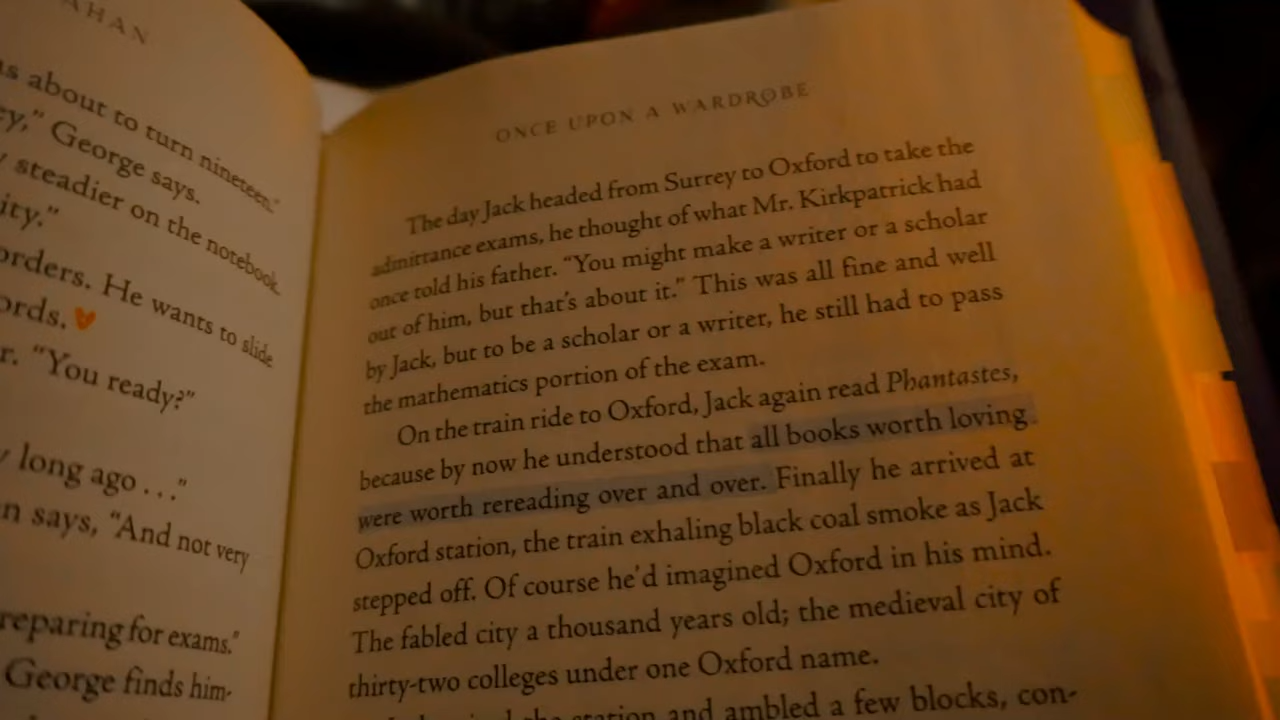 AHAN
s about to turn nineteen."
ey," George says.
steadier on the notebook.
ity."
orders. He wants to slide
ords.
r. "You ready?"
long ago . . ."
n says, "And not very
reparing for exams."
George finds him-
ONCE UPON A WARDROBE
The day Jack headed from Surrey to Oxford to take the
admittance exams, he thought of what Mr. Kirkpatrick had
once told his father. "You might make a writer or a scholar
out of him, but that's about it." This was all fine and well
by Jack, but to be a scholar or a writer, he still had to pass
the mathematics portion of the exam.
On the train ride to Oxford, Jack again read Phantastes,
because by now he understood that all books worth loving
were worth rereading over and over. Finally he arrived at
Oxford station, the train exhaling black coal smoke as Jack
stepped off. Of course he'd imagined Oxford in his mind.
The fabled city a thousand years old; the medieval city of
thirty-two colleges under one Oxford name.
the station and ambled a few blocks, con-